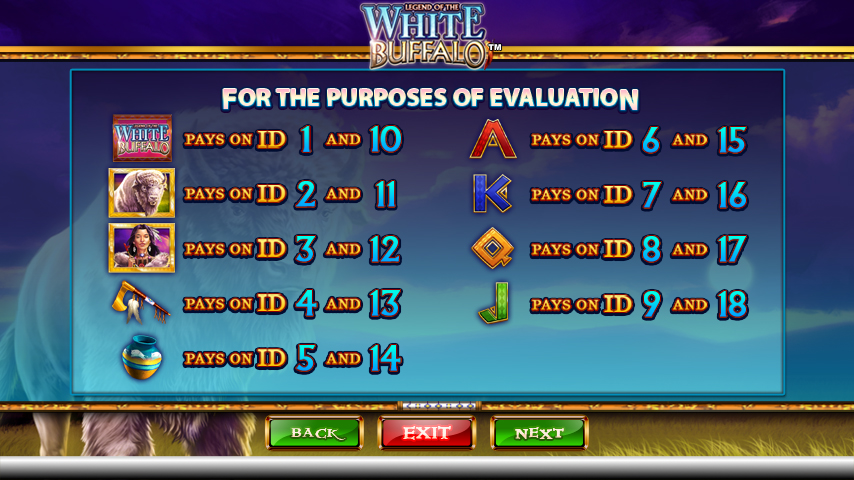 LEGEND OF THE
WHITE
BUFFALO™
FOR THE PURPOSES OF EVALUATION
WHITE
BUFFALO
PAYS ON ID 1 AND 10
PAYS ON ID 2 AND 11
PAYS ON ID 3 AND 12
PAYS ON ID 4 AND 13
PAYS ON ID 5 AND 14
A PAYS ON ID 6 AND 15
K PAYS ON ID 7 AND 16
Q PAYS ON ID 8 AND 17
J PAYS ON ID 9 AND 18
BACK
EXIT
NEXT